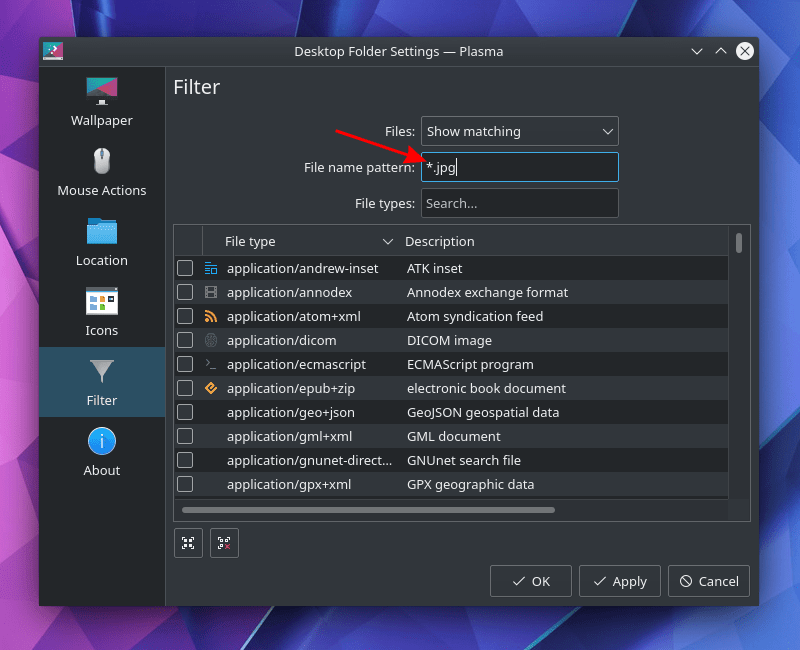 Desktop Folder Settings — Plasma
Wallpaper
Mouse Actions
Location
Icons
Filter
About
Filter
Files: Show matching
File name pattern: *.jpg
File types: Search...
File type Description
application/andrew-inset ATK inset
application/annodex Annodex exchange format
application/atom+xml Atom syndication feed
application/dicom DICOM image
application/ecmascript ECMAScript program
application/epub+zip electronic book document
application/geo+json GeoJSON geospatial data
application/gml+xml GML document
application/gnunet-direct... GNUnet search file
application/gpx+xml GPX geographic data
OK Apply Cancel